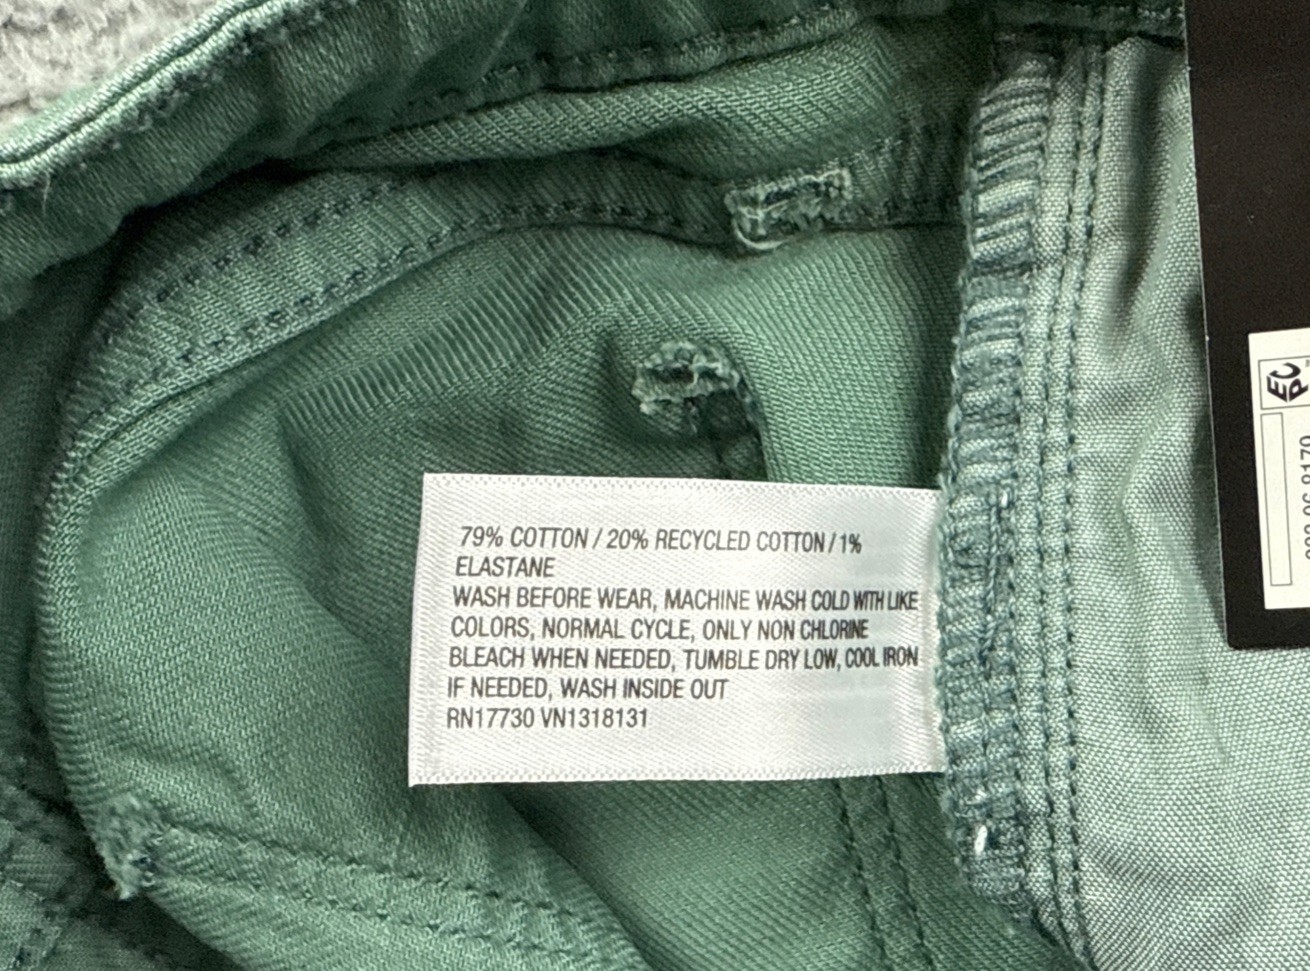 79% COTTON / 20% RECYCLED COTTON / 1%
ELASTANE
WASH BEFORE WEAR, MACHINE WASH COLD WITH LIKE
COLORS, NORMAL CYCLE, ONLY NON CHLORINE
BLEACH WHEN NEEDED, TUMBLE DRY LOW, COOL IRON
IF NEEDED, WASH INSIDE OUT
RN17730 VN1318131
EPC